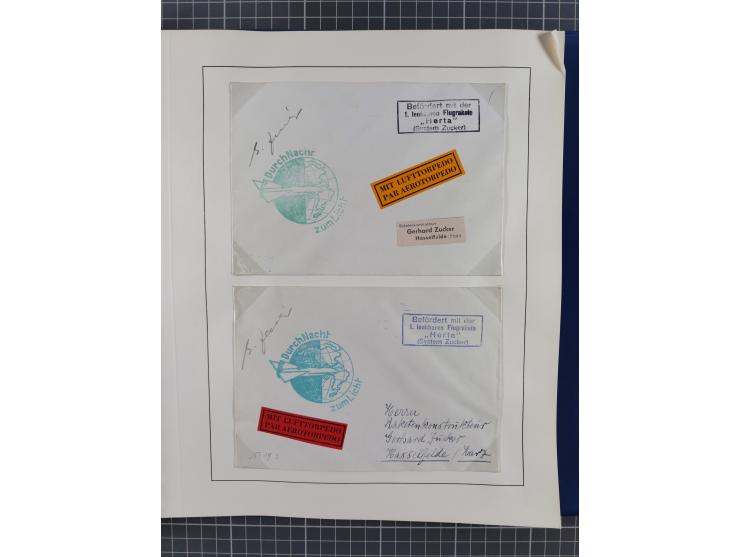 Befördert mit der
1. lenkbaren Flugrakete
„Herta"
(System Zucker)
Durch Nacht
zum Licht
MIT LUFTTORPEDO
PAR AEROTORPEDO
Gerhard Zucker
Hasselfelde / Harz
Befördert mit der
1. lenkbaren Flugrakete
„Herta"
(System Zucker)
Durch Nacht
zum Licht
MIT LUFTTORPEDO
PAR AEROTORPEDO
Herrn
Raketenkonstrukteur
Gerhard Zucker
Hasselfelde / Harz